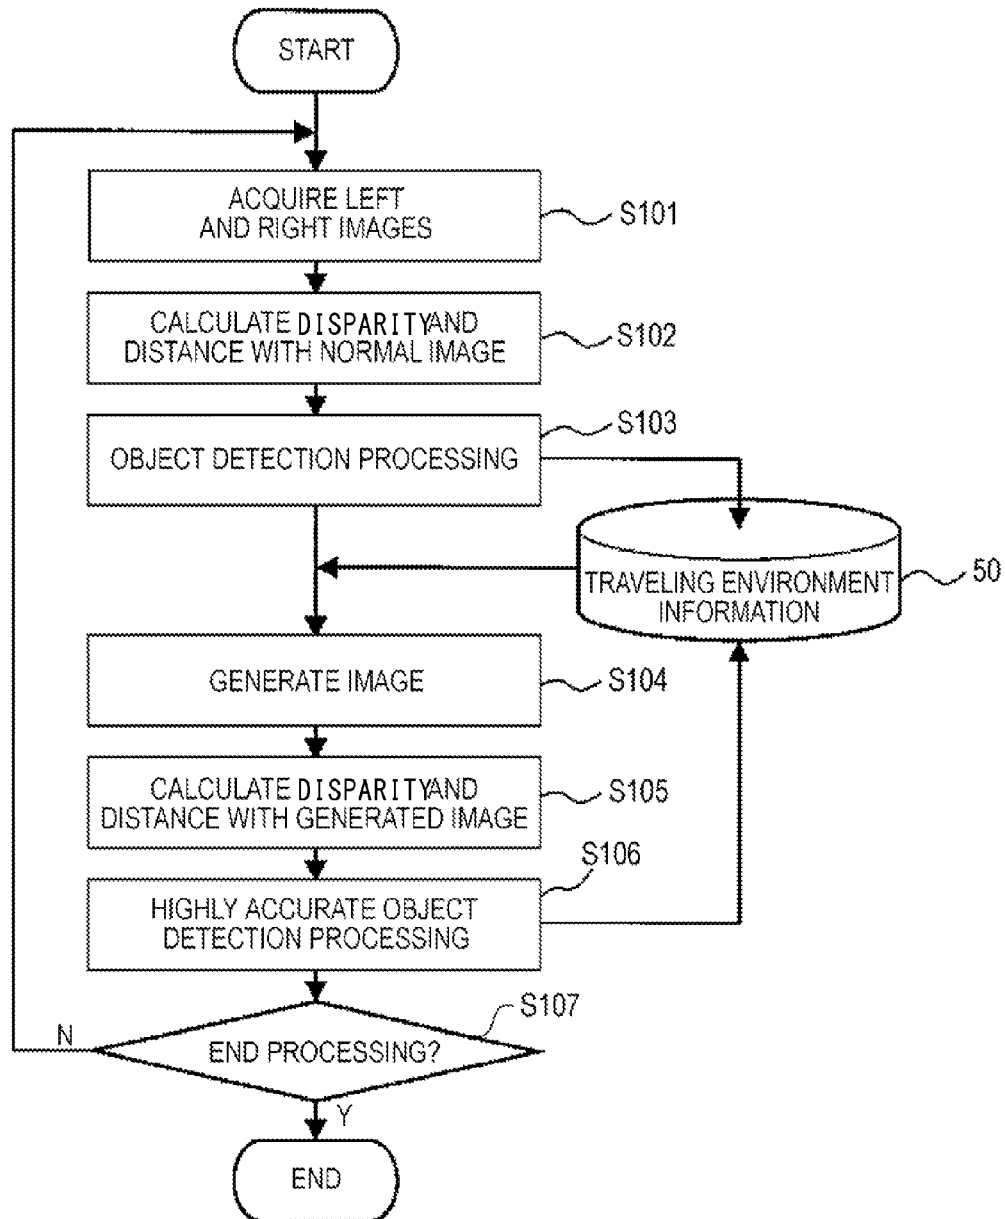 START
ACQUIRE LEFT
AND RIGHT IMAGES
S101
CALCULATE DISPARITY AND
DISTANCE WITH NORMAL IMAGE
S102
OBJECT DETECTION PROCESSING
S103
TRAVELING ENVIRONMENT
INFORMATION
50
GENERATE IMAGE
S104
CALCULATE DISPARITY AND
DISTANCE WITH GENERATED IMAGE
S105
HIGHLY ACCURATE OBJECT
DETECTION PROCESSING
S106
END PROCESSING?
S107
N
Y
END